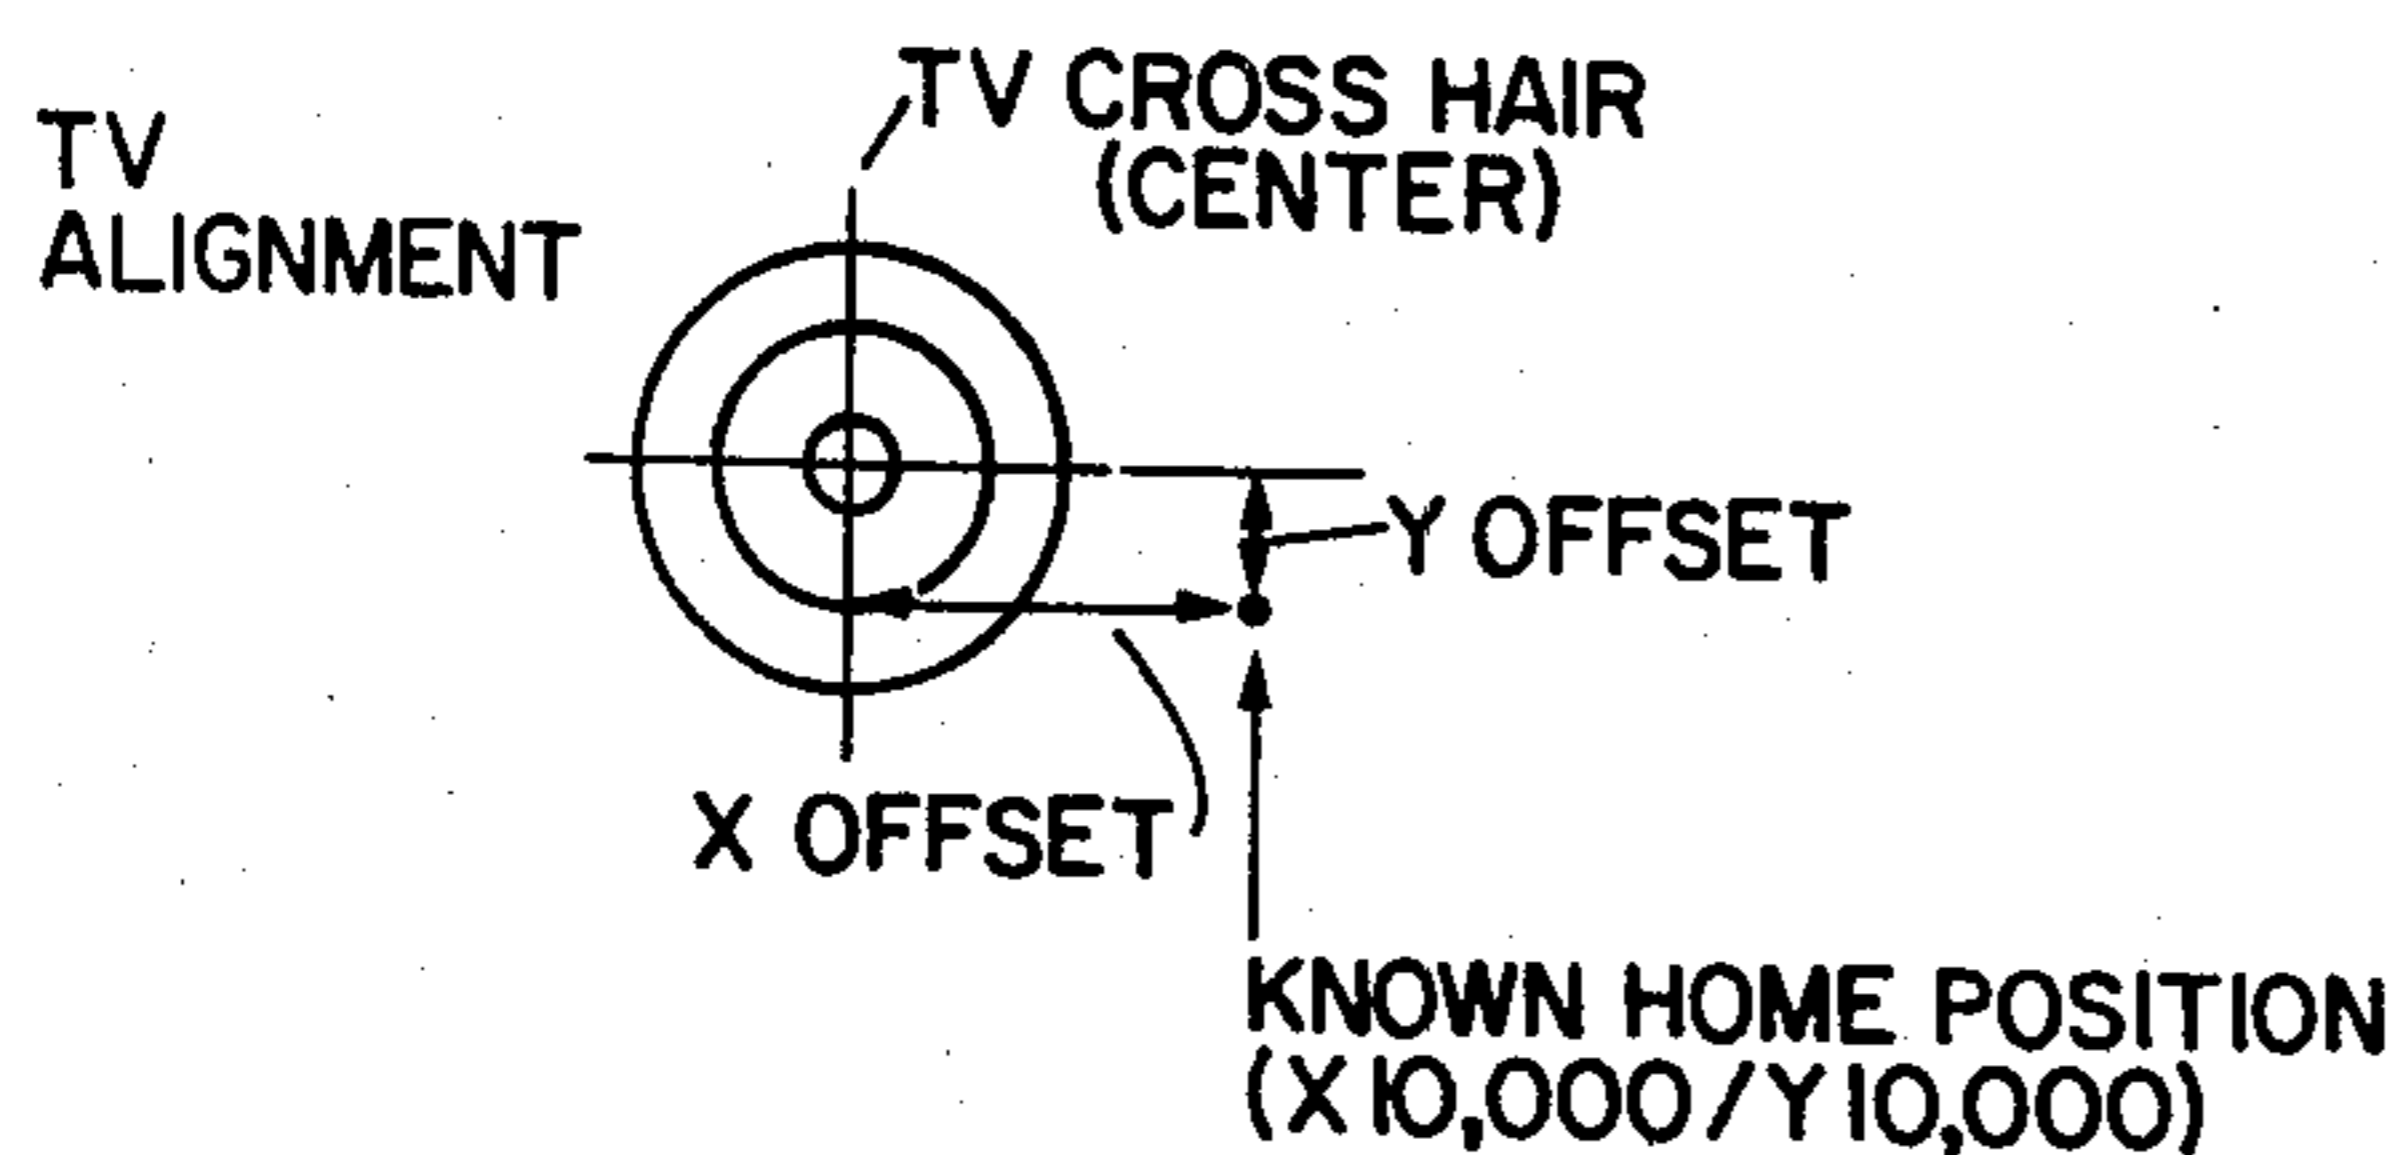 TV
ALIGNMENT
TV CROSS HAIR
(CENTER)
Y OFFSET
X OFFSET
KNOWN HOME POSITION
(X 10,000/Y 10,000)